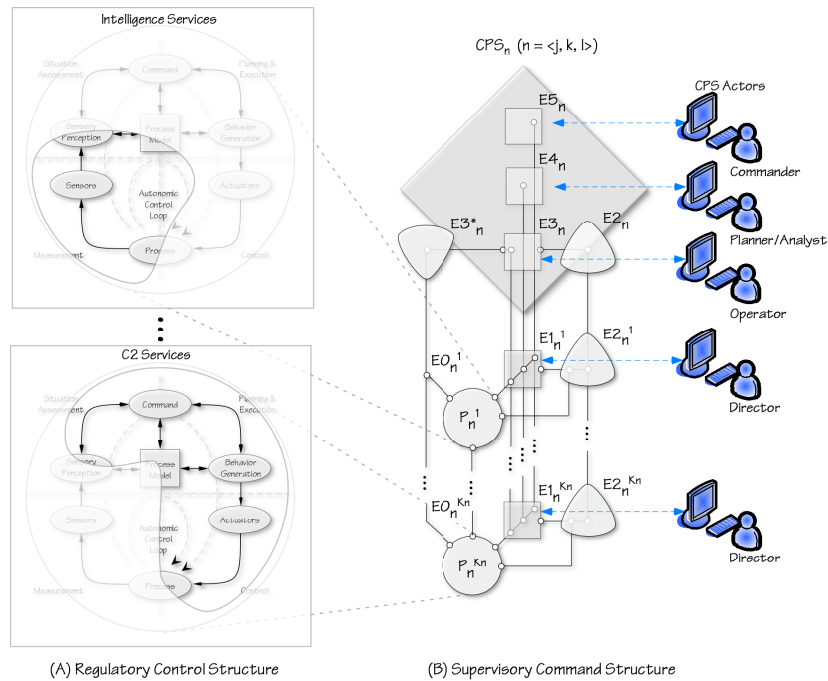 Intelligence Services
Situation
Assessment
Planning &
Execution
Command
Sensory
Perception
Process
Model
Behavior
Generation
Sensors
Autonomic
Control
Loop
Actuators
Process
Measurement
Control
C2 Services
Situation
Assessment
Planning &
Execution
Command
Sensory
Perception
Process
Model
Behavior
Generation
Sensors
Autonomic
Control
Loop
Actuators
Process
Measurement
Control
(A) Regulatory Control Structure
CPSn (n = <j, k, l>)
CPS Actors
E5n
Commander
E4n
Planner/Analyst
E3*n
E3n
E2n
Operator
E0n1
E1n1
E2n1
Pn1
Director
E0nKn
E1nKn
E2nKn
PnKn
Director
(B) Supervisory Command Structure